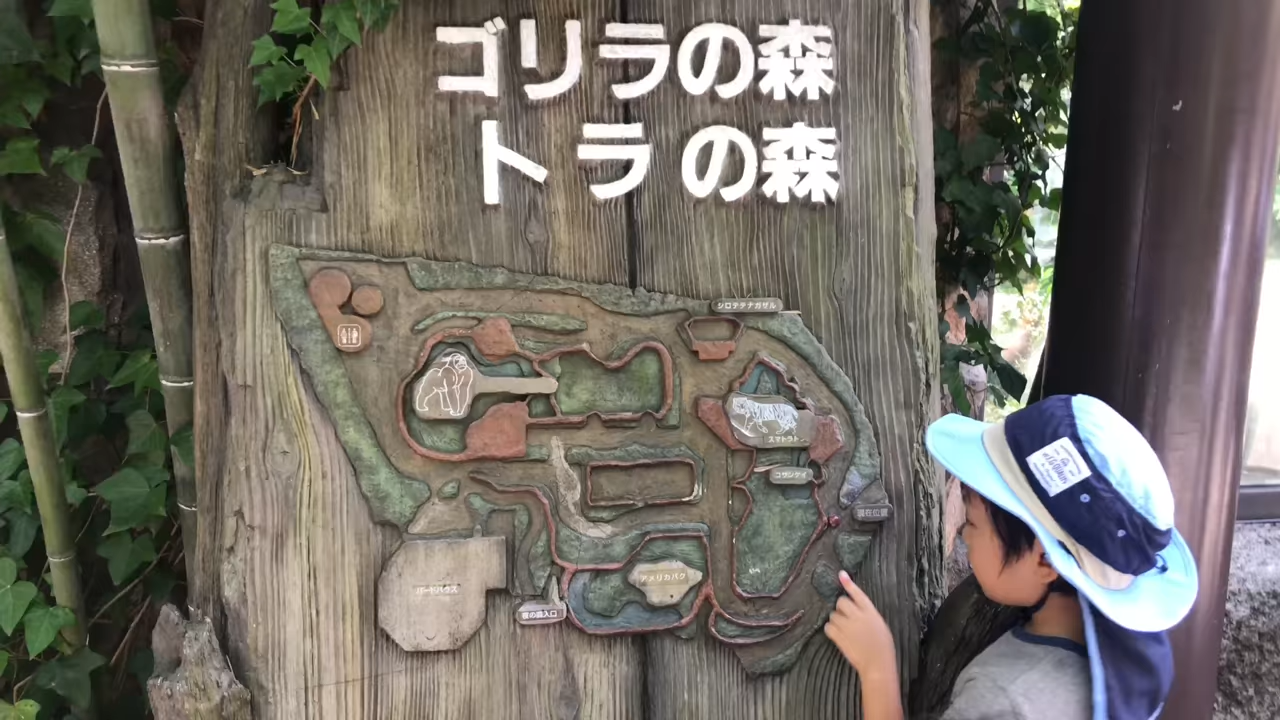 ゴリラの森
トラの森
シロテテナガザル
スマトラト
コサンケイ
現在位置
アメリカバク
バードハウス
森の篇入口